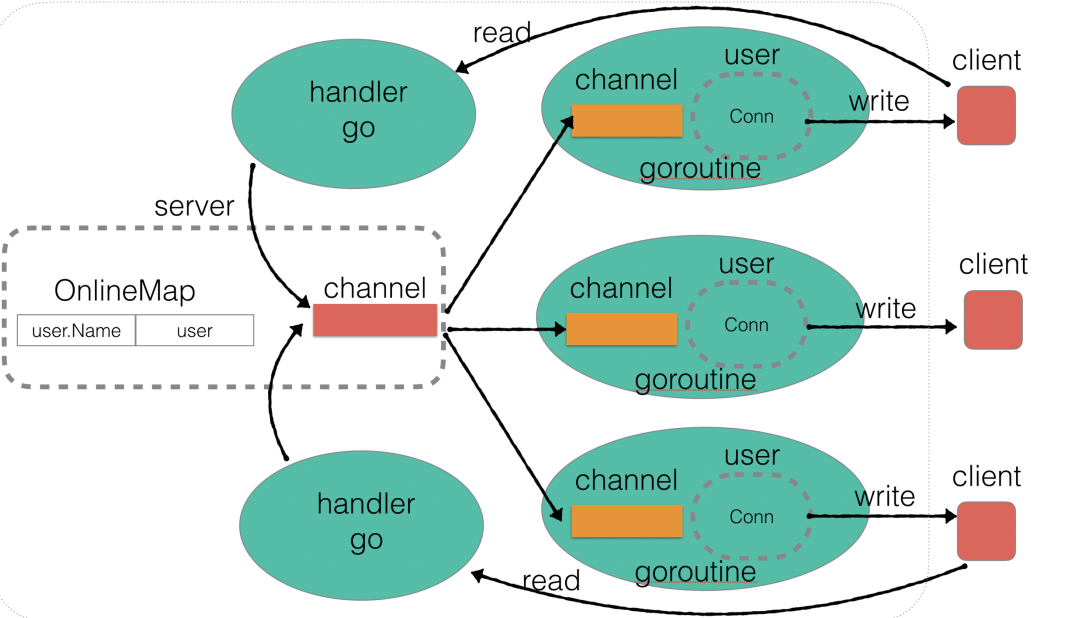 read
handler
go
channel
user
Conn
goroutine
write
client
server
OnlineMap
user.Name
user
channel
channel
user
Conn
goroutine
write
client
handler
go
read
channel
user
Conn
goroutine
write
client